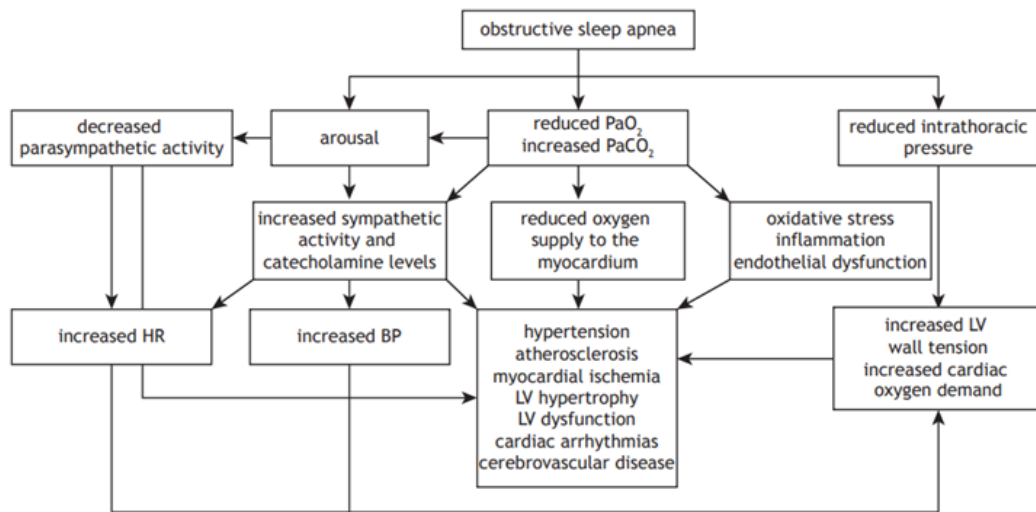 obstructive sleep apnea
decreased
parasympathetic activity
arousal
reduced PaO₂
increased PaCO₂
reduced intrathoracic
pressure
increased sympathetic
activity and
catecholamine levels
reduced oxygen
supply to the
myocardium
oxidative stress
inflammation
endothelial dysfunction
increased HR
increased BP
hypertension
atherosclerosis
myocardial ischemia
LV hypertrophy
LV dysfunction
cardiac arrhythmias
cerebrovascular disease
increased LV
wall tension
increased cardiac
oxygen demand